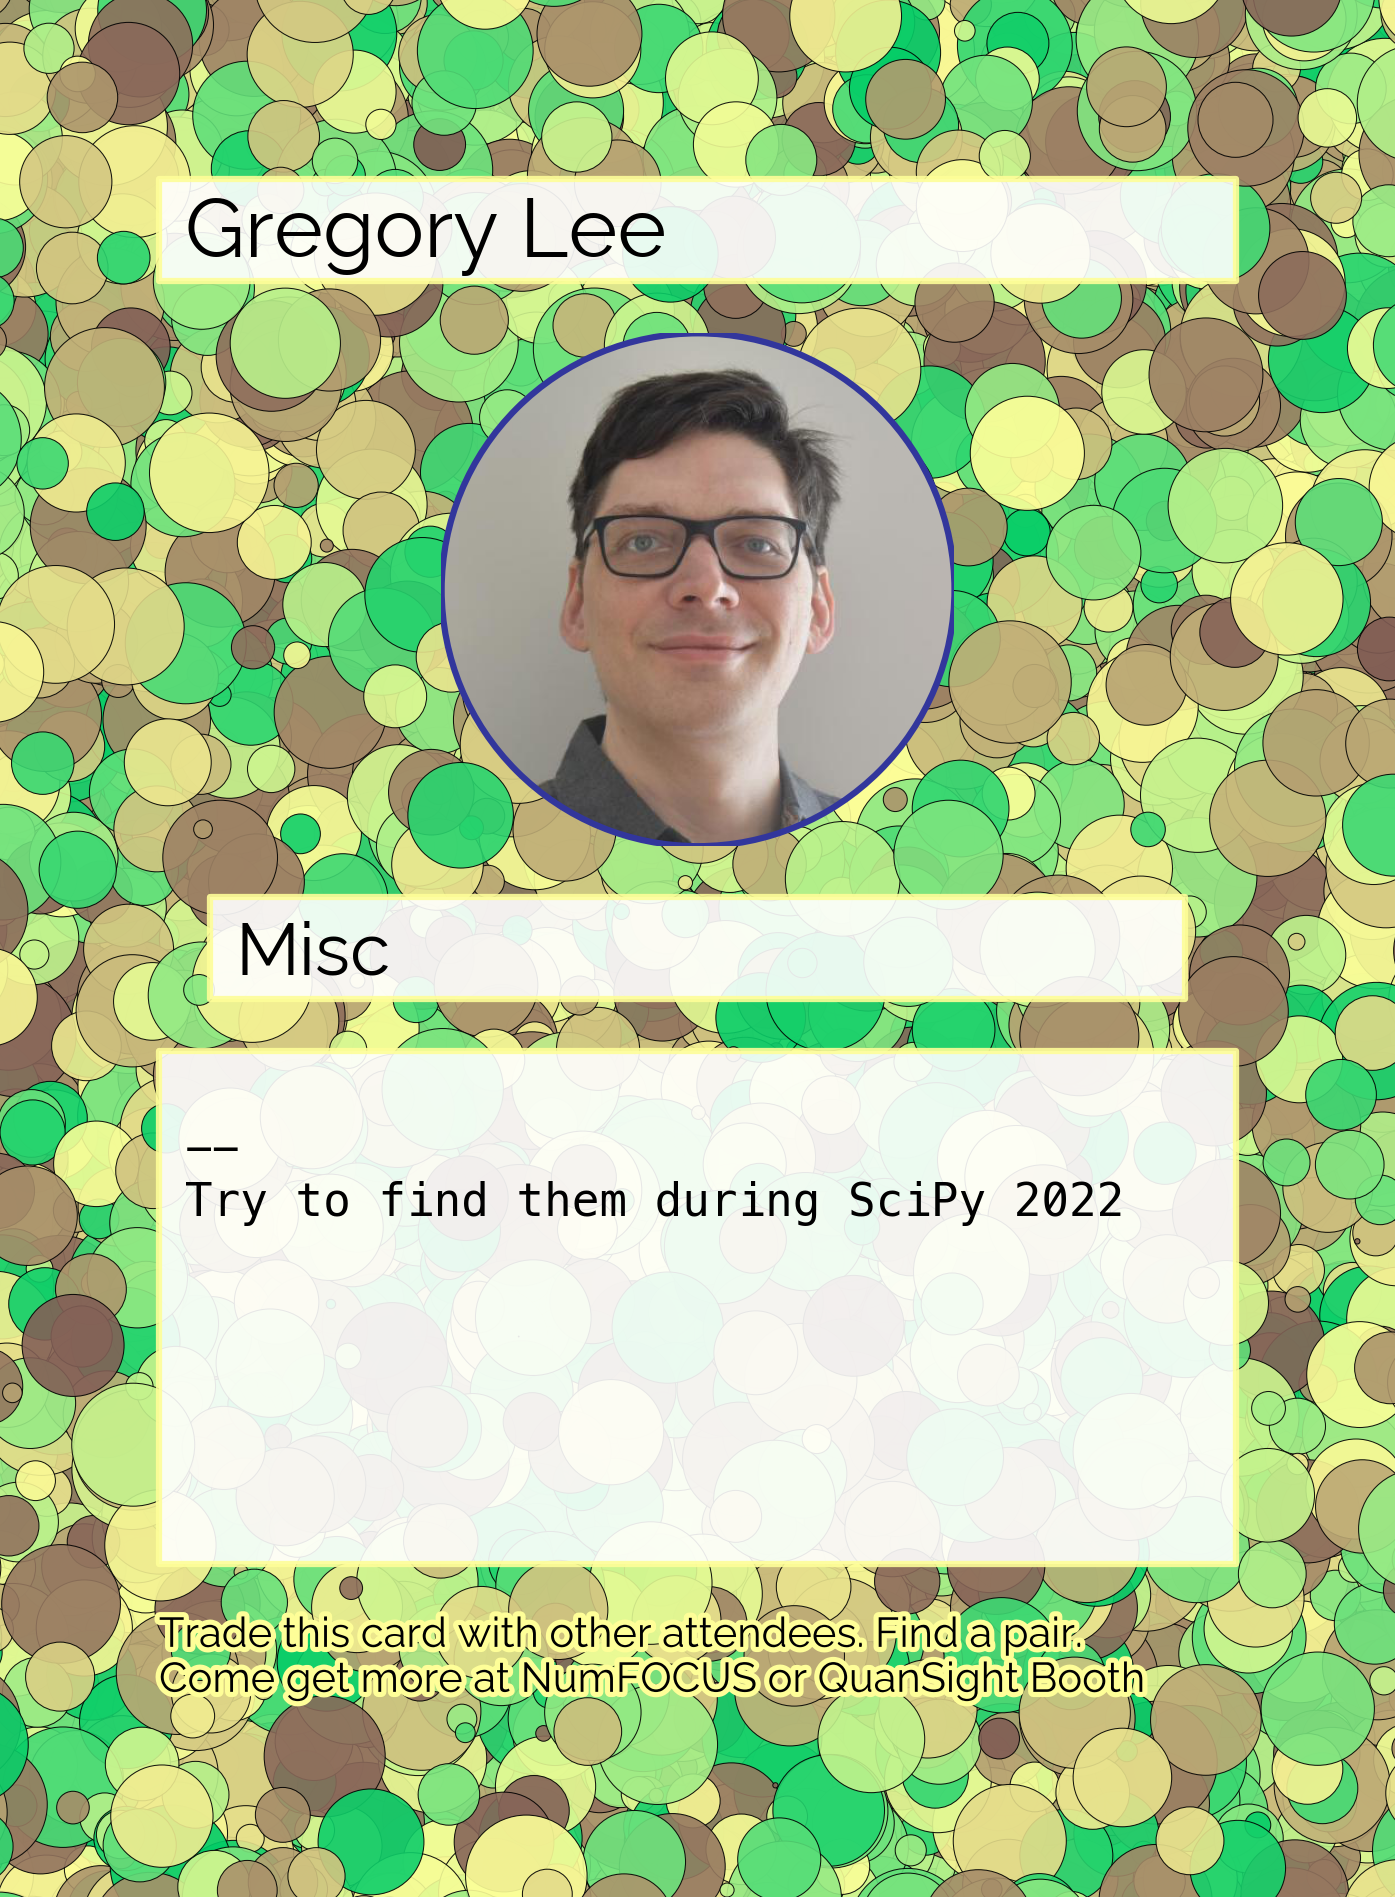 Gregory Lee
Misc
––
Try to find them during SciPy 2022
Trade this card with other attendees. Find a pair.
Come get more at NumFOCUS or QuanSight Booth